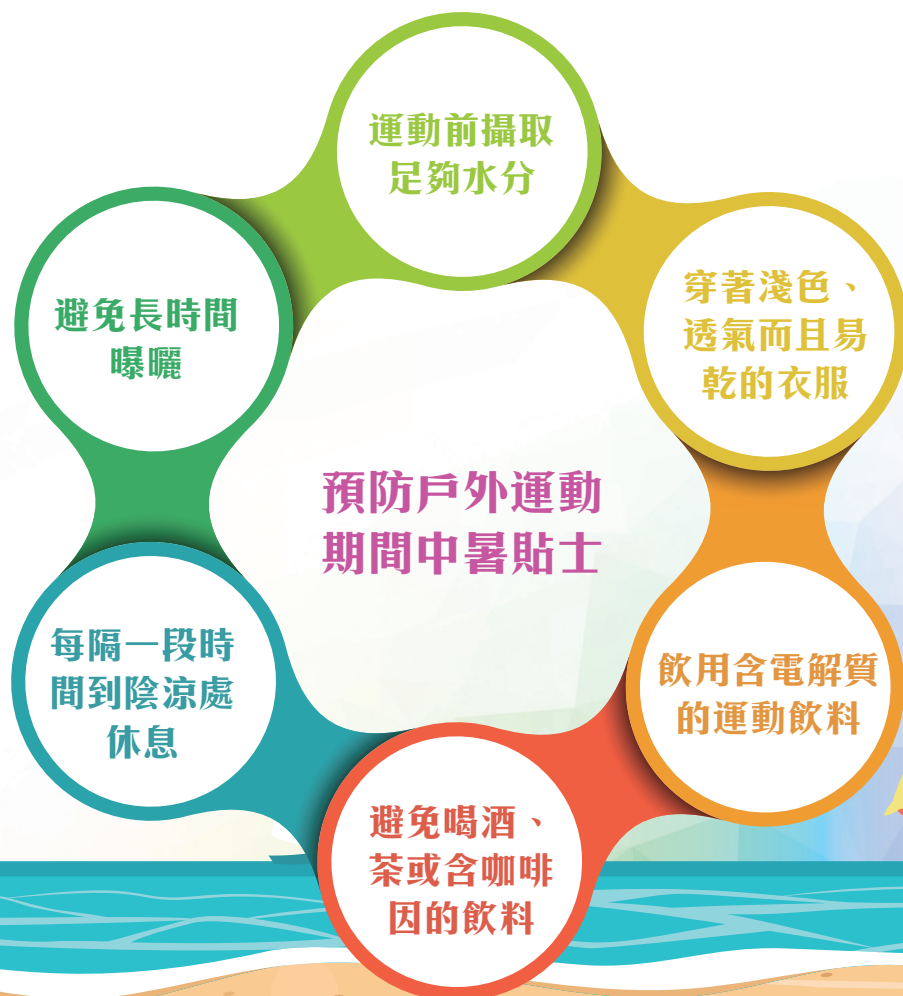 運動前攝取
足夠水分
穿著淺色、
透氣而且易
乾的衣服
飲用含電解質
的運動飲料
避免喝酒、
茶或含咖啡
因的飲料
每隔一段時
間到陰涼處
休息
避免長時間
曝曬
預防戶外運動
期間中暑貼士